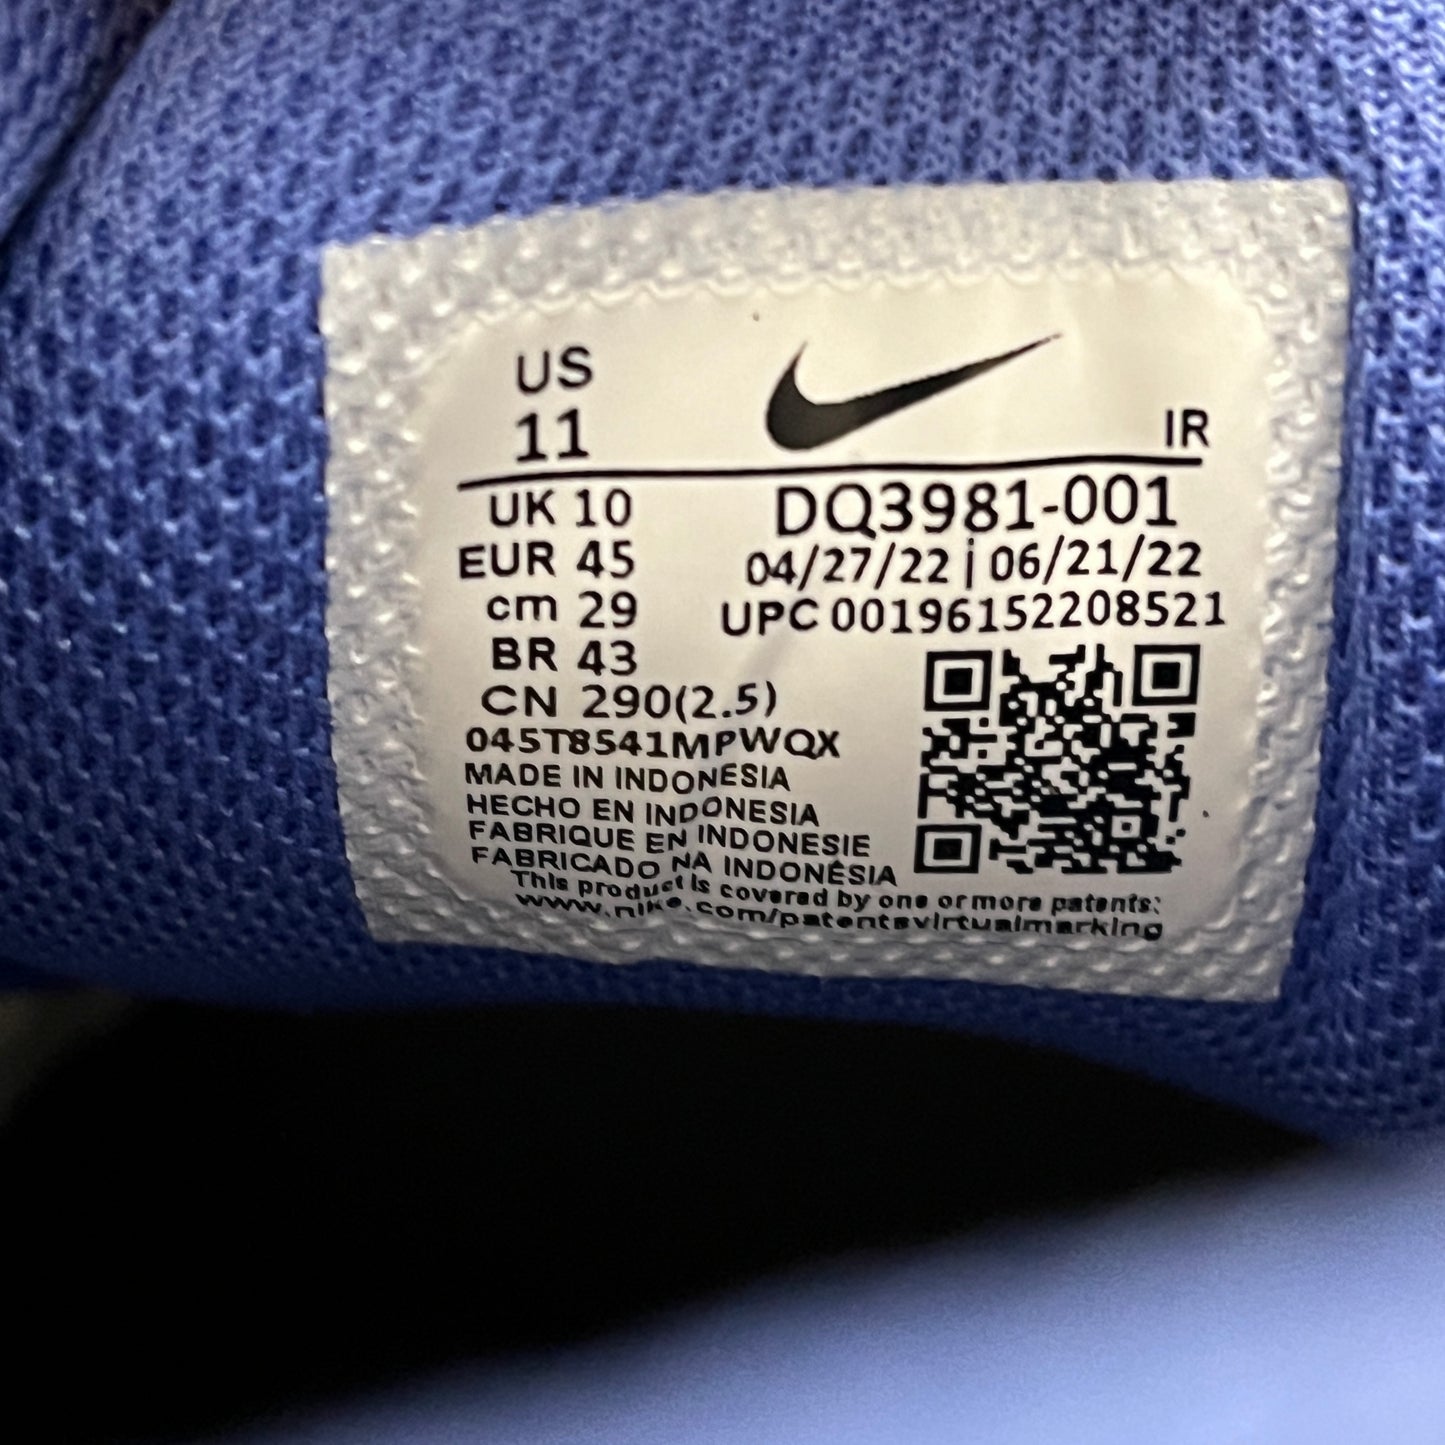 US
11
IR
UK 10
EUR 45
cm 29
BR 43
CN 290(2.5)
DQ3981-001
04/27/22 | 06/21/22
UPC 00196152208521
045T8541MPWQX
MADE IN INDONESIA
HECHO EN INDONESIA
FABRIQUE EN INDONESIE
FABRICADO NA INDONÉSIA
This product is covered by one or more patents:
www.nike.com/patentsvirtualmarking